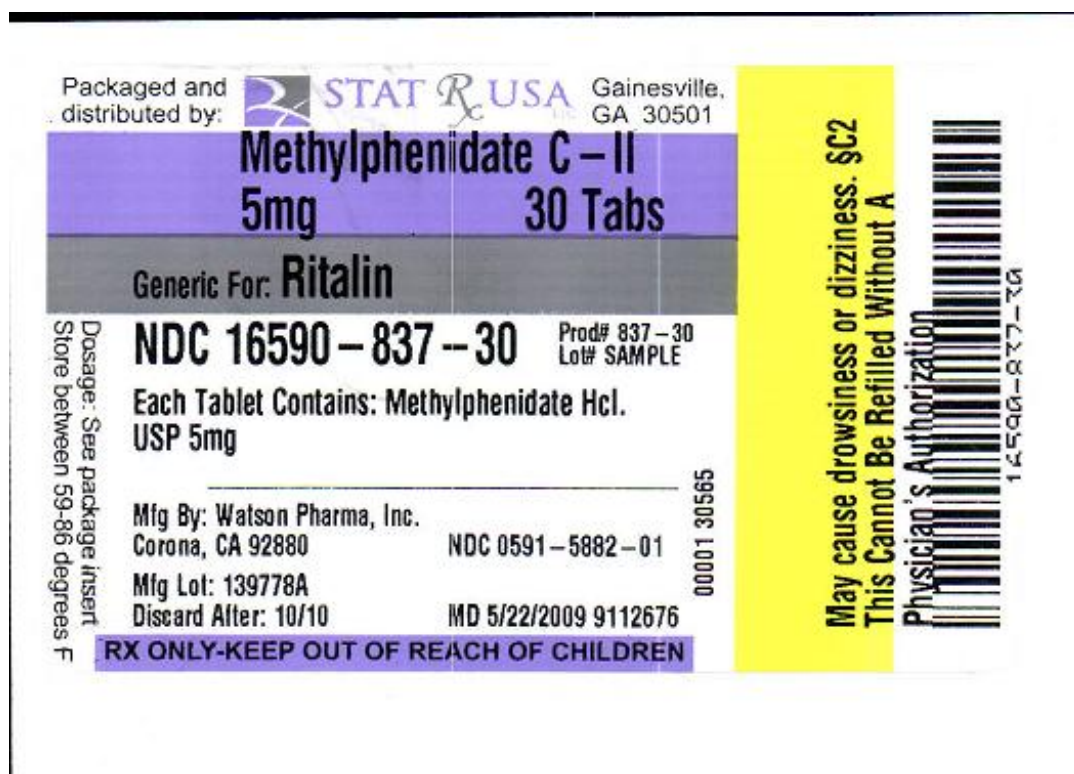 Packaged and
distributed by:
STAT Rx USA
LLC
Gainesville,
GA 30501
Methylphenidate C-II
5mg 30 Tabs
Generic For: Ritalin
NDC 16590-837-30
Prod# 837-30
Lot# SAMPLE
Each Tablet Contains: Methylphenidate Hcl.
USP 5mg
Mfg By: Watson Pharma, Inc.
Corona, CA 92880 NDC 0591-5882-01
Mfg Lot: 139778A
Discard After: 10/10 MD 5/22/2009 9112676
RX ONLY-KEEP OUT OF REACH OF CHILDREN
Dosage: See package insert
Store between 59-86 degrees F
00001 30565
May cause drowsiness or dizziness. §C2
This Cannot Be Refilled Without A
Physician's Authorization
16590-837-30